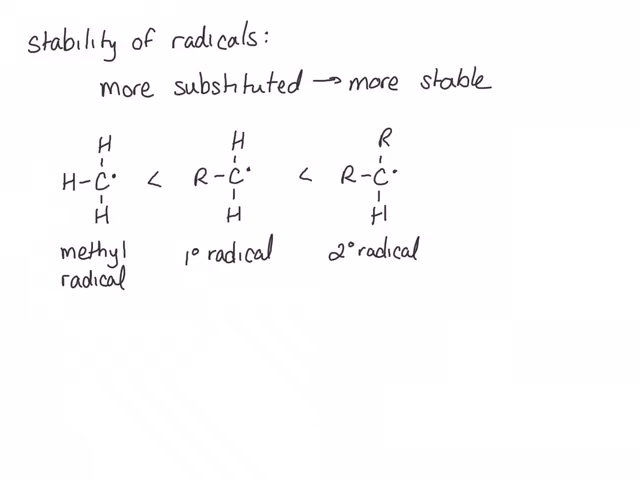 stability of radicals:
more substituted → more stable
H H R
H-C· < R-C· < R-C·
H H H
methyl 1° radical 2° radical
radical